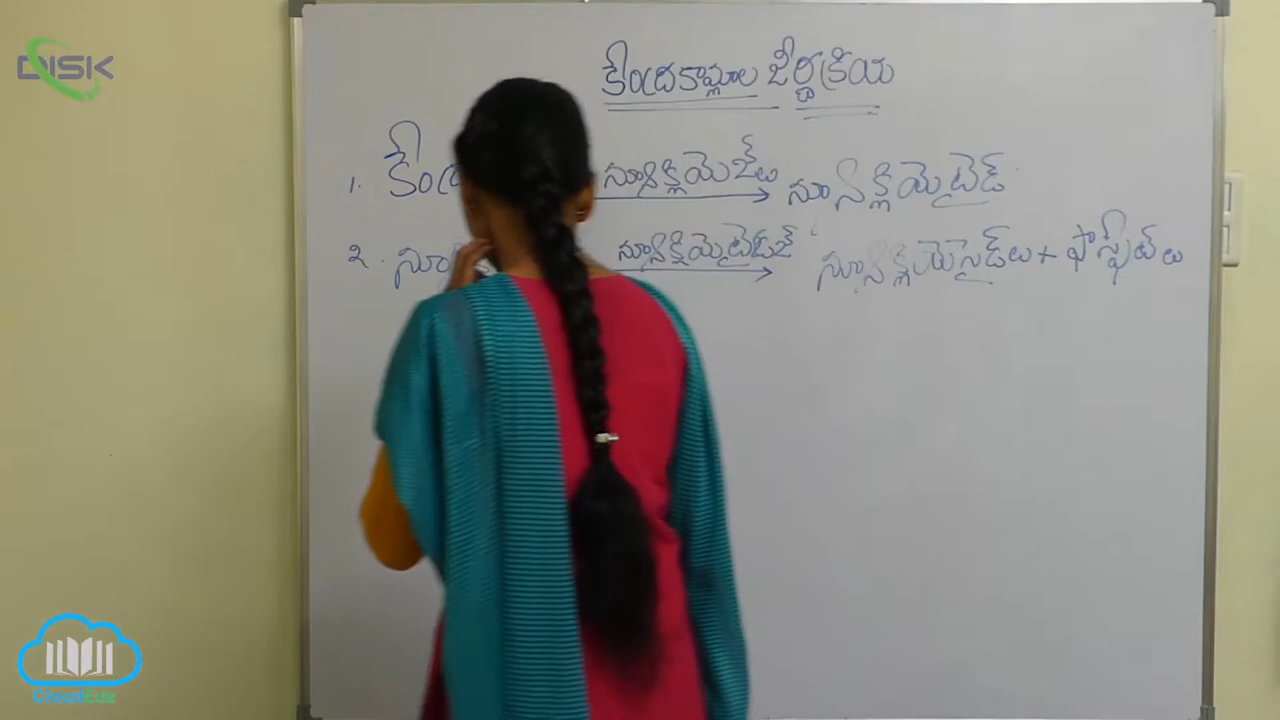 DISK
కేంద్రకామ్లాల జీర్ణక్రియ
1. న్యూక్లియేజ్‌లు న్యూక్లియోటైడ్
2. న్యూక్లియోటైడేజ్ న్యూక్లియోసైడ్‌లు + ఫాస్ఫేట్‌లు
CloudEdz